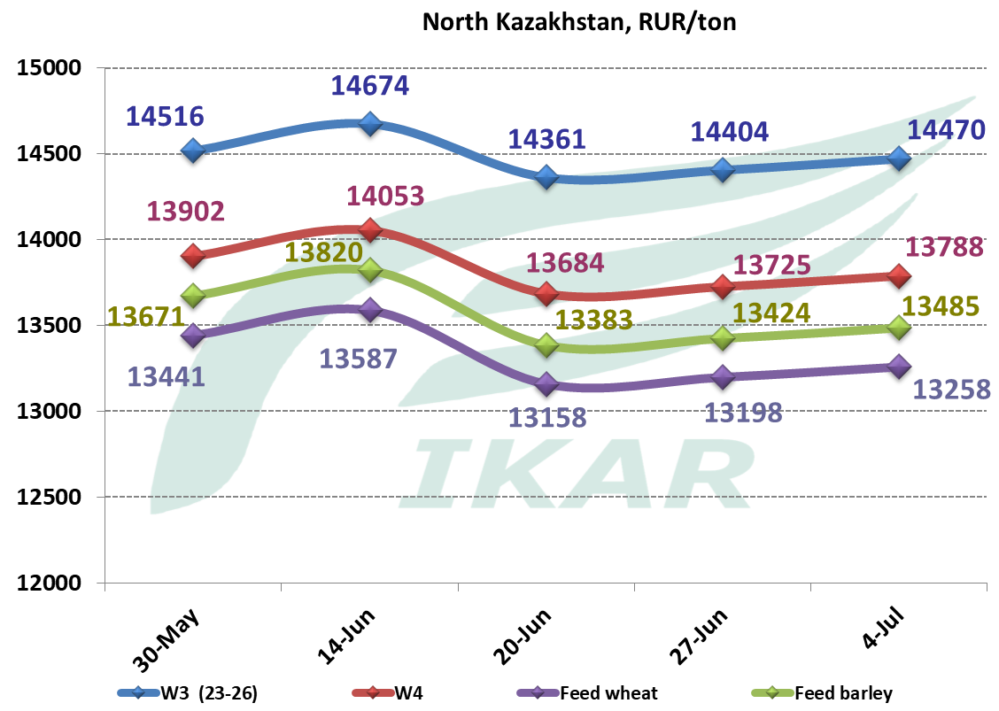 North Kazakhstan, RUR/ton
15000
14500
14000
13500
13000
12500
12000
14516
14674
14361
14404
14470
13902
14053
13684
13725
13788
13671
13820
13383
13424
13485
13441
13587
13158
13198
13258
IKAR
30-May
14-Jun
20-Jun
27-Jun
4-Jul
W3 (23-26)
W4
Feed wheat
Feed barley